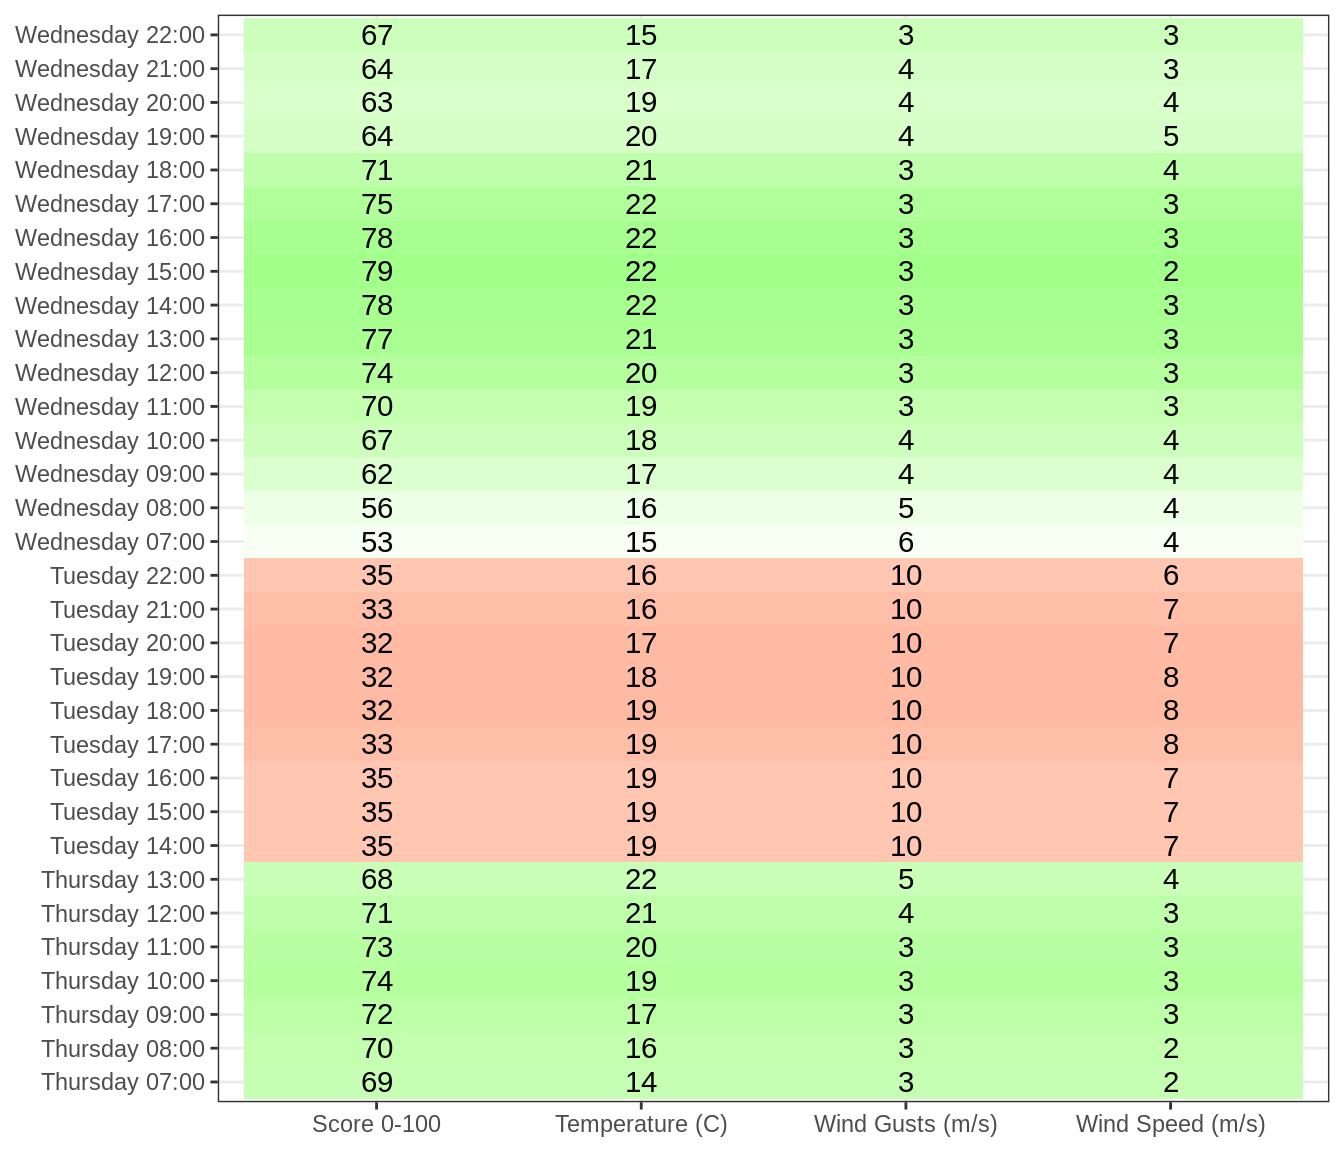 Wednesday 22:00 67 15 3 3
Wednesday 21:00 64 17 4 3
Wednesday 20:00 63 19 4 4
Wednesday 19:00 64 20 4 5
Wednesday 18:00 71 21 3 4
Wednesday 17:00 75 22 3 3
Wednesday 16:00 78 22 3 3
Wednesday 15:00 79 22 3 2
Wednesday 14:00 78 22 3 3
Wednesday 13:00 77 21 3 3
Wednesday 12:00 74 20 3 3
Wednesday 11:00 70 19 3 3
Wednesday 10:00 67 18 4 4
Wednesday 09:00 62 17 4 4
Wednesday 08:00 56 16 5 4
Wednesday 07:00 53 15 6 4
Tuesday 22:00 35 16 10 6
Tuesday 21:00 33 16 10 7
Tuesday 20:00 32 17 10 7
Tuesday 19:00 32 18 10 8
Tuesday 18:00 32 19 10 8
Tuesday 17:00 33 19 10 8
Tuesday 16:00 35 19 10 7
Tuesday 15:00 35 19 10 7
Tuesday 14:00 35 19 10 7
Thursday 13:00 68 22 5 4
Thursday 12:00 71 21 4 3
Thursday 11:00 73 20 3 3
Thursday 10:00 74 19 3 3
Thursday 09:00 72 17 3 3
Thursday 08:00 70 16 3 2
Thursday 07:00 69 14 3 2
Score 0-100 Temperature (C) Wind Gusts (m/s) Wind Speed (m/s)